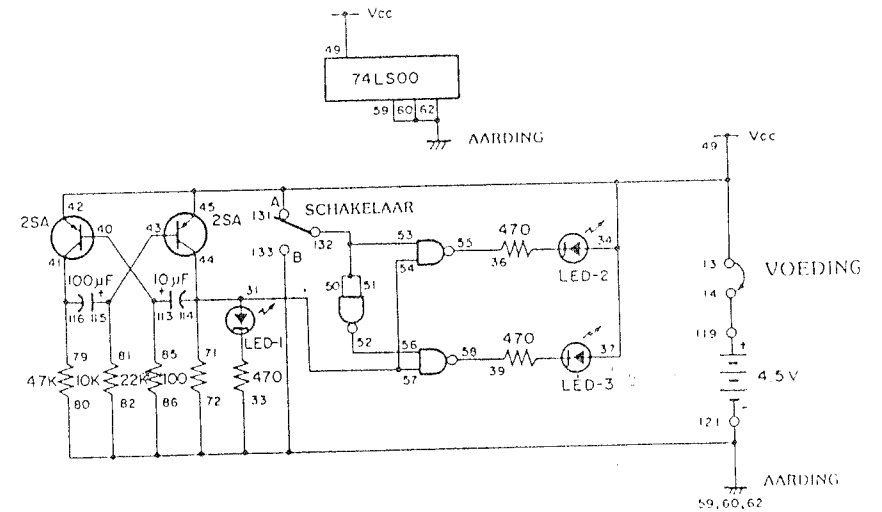 Vcc
49
74LS00
59 60 62
AARDING
49 Vcc
42 45
A
131 SCHAKELAAR
2SA 40 43 2SA
132
53
470
133 B
55
36
34
41 44
54
LED-2
13 VOEDING
14
100µF 10µF
+ +
50 51
31
116 115 113 114
119
LED-1
52
56
58
470
37
79 81 85 71
57
39
LED-3
+
47K 10K 22K 100 470
4.5V
80 82 86 72 33
-
121
AARDING
59,60,62